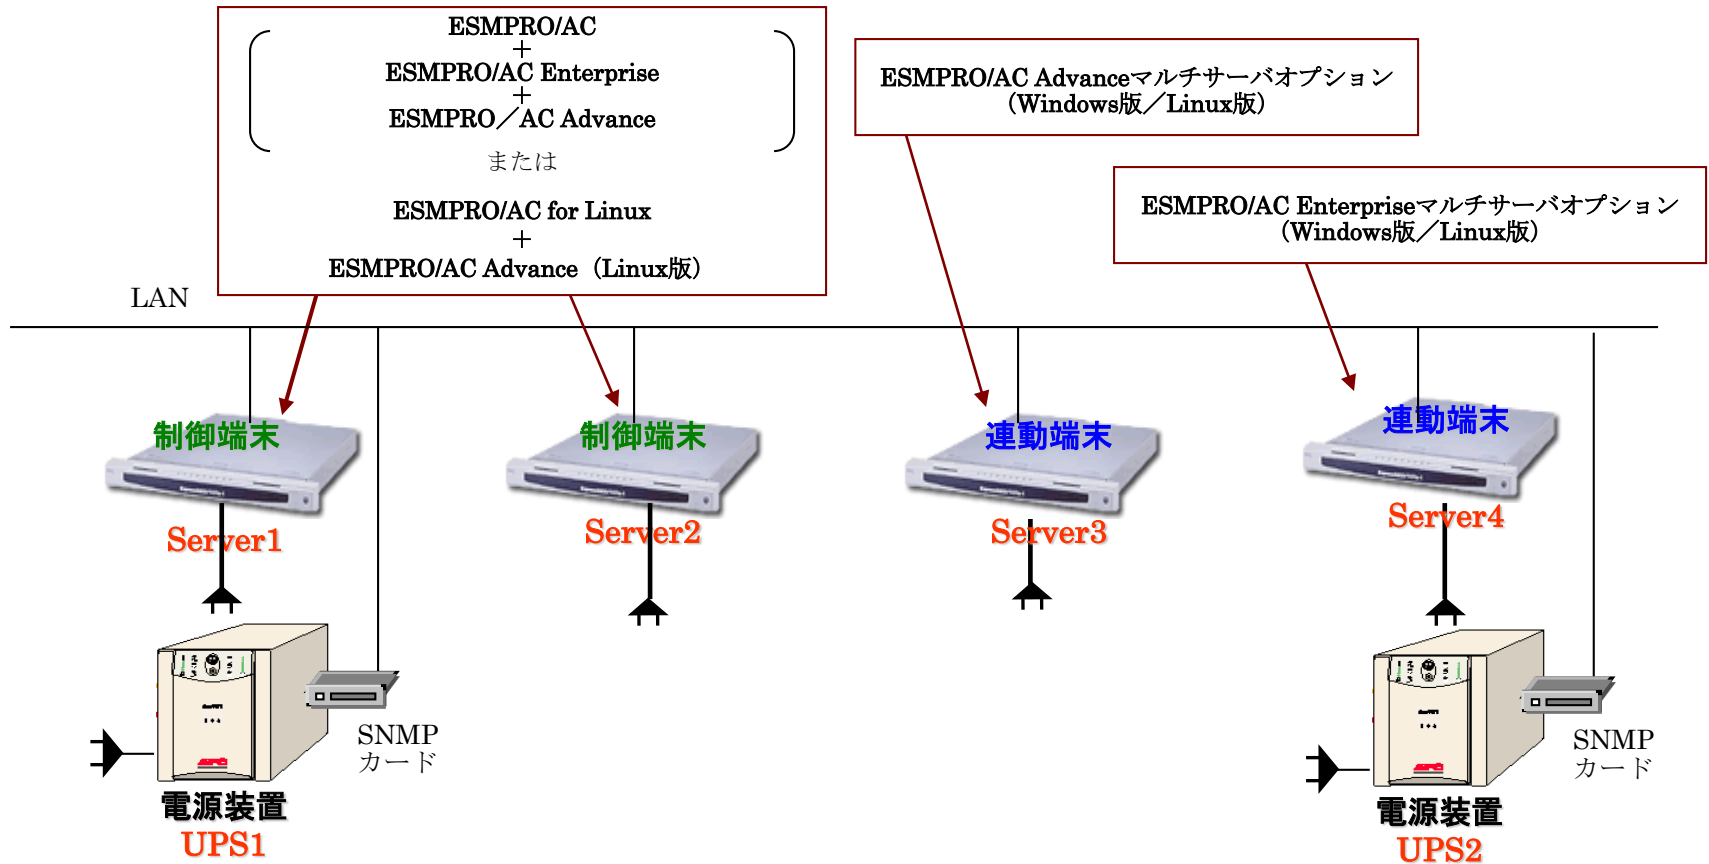 ESMPRO/AC
+
ESMPRO/AC Enterprise
+
ESMPRO／AC Advance
または
ESMPRO/AC for Linux
+
ESMPRO/AC Advance（Linux版）
ESMPRO/AC Advanceマルチサーバオプション
（Windows版／Linux版）
ESMPRO/AC Enterpriseマルチサーバオプション
（Windows版／Linux版）
LAN
制御端末
Server1
制御端末
Server2
連動端末
Server3
連動端末
Server4
SNMP
カード
電源装置
UPS1
SNMP
カード
電源装置
UPS2
APC
APC